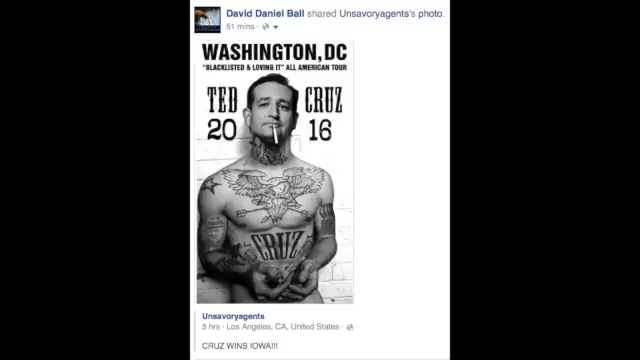 David Daniel Ball shared Unsavoryagents's photo.
51 mins ·
WASHINGTON, DC
"BLACKLISTED & LOVING IT" ALL AMERICAN TOUR
TED CRUZ
20 16
CRUZ
Unsavoryagents
5 hrs · Los Angeles, CA, United States ·
CRUZ WINS IOWA!!!